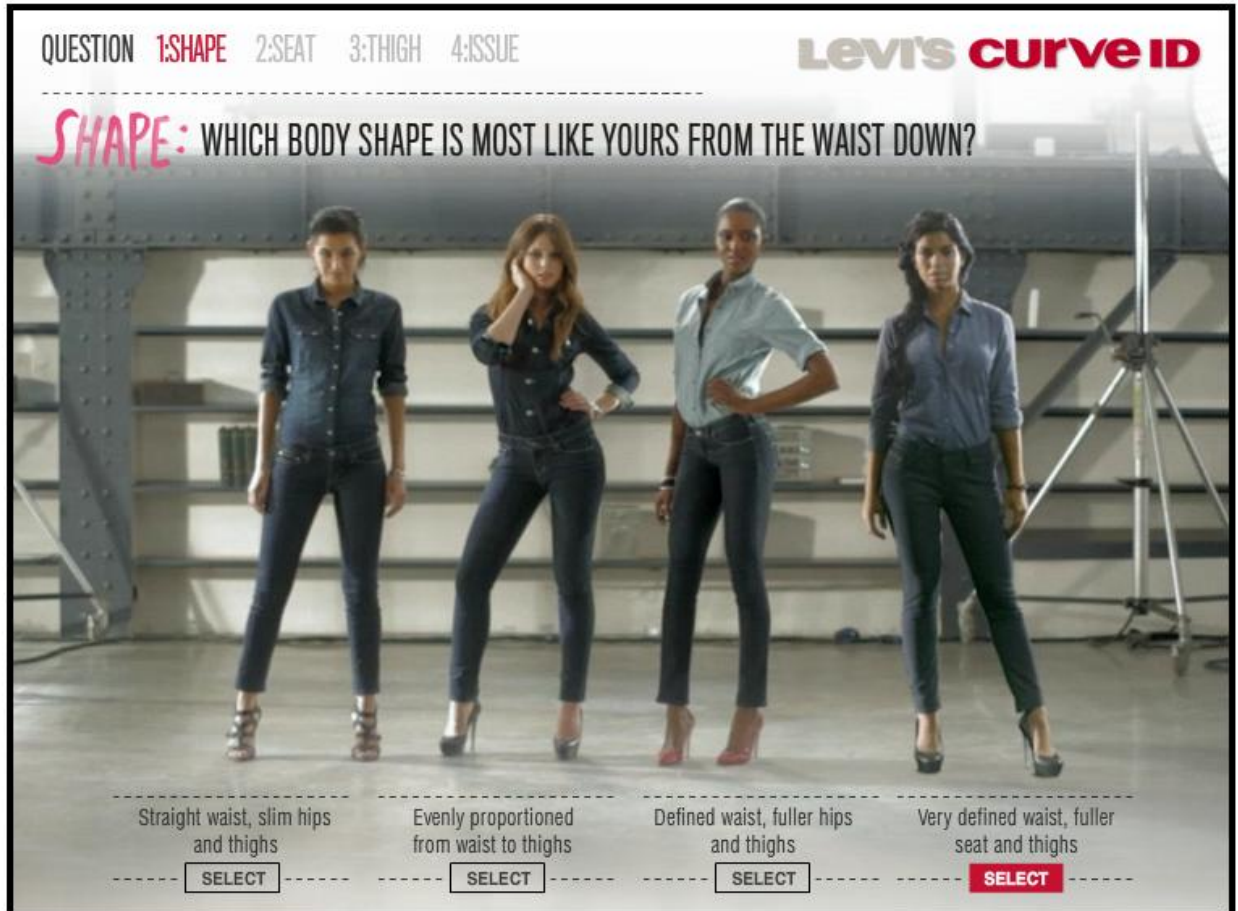 QUESTION 1:SHAPE 2:SEAT 3:THIGH 4:ISSUE
LEVI'S CURVE ID
SHAPE: WHICH BODY SHAPE IS MOST LIKE YOURS FROM THE WAIST DOWN?
Straight waist, slim hips
and thighs
SELECT
Evenly proportioned
from waist to thighs
SELECT
Defined waist, fuller hips
and thighs
SELECT
Very defined waist, fuller
seat and thighs
SELECT